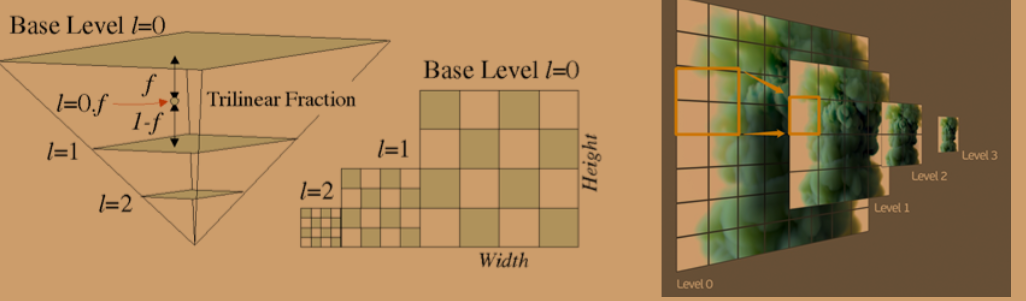 Base Level l=0
f
l=0.f
Trilinear Fraction
1-f
l=1
l=2
Base Level l=0
l=1
l=2
Height
Width
Level 0
Level 1
Level 2
Level 3